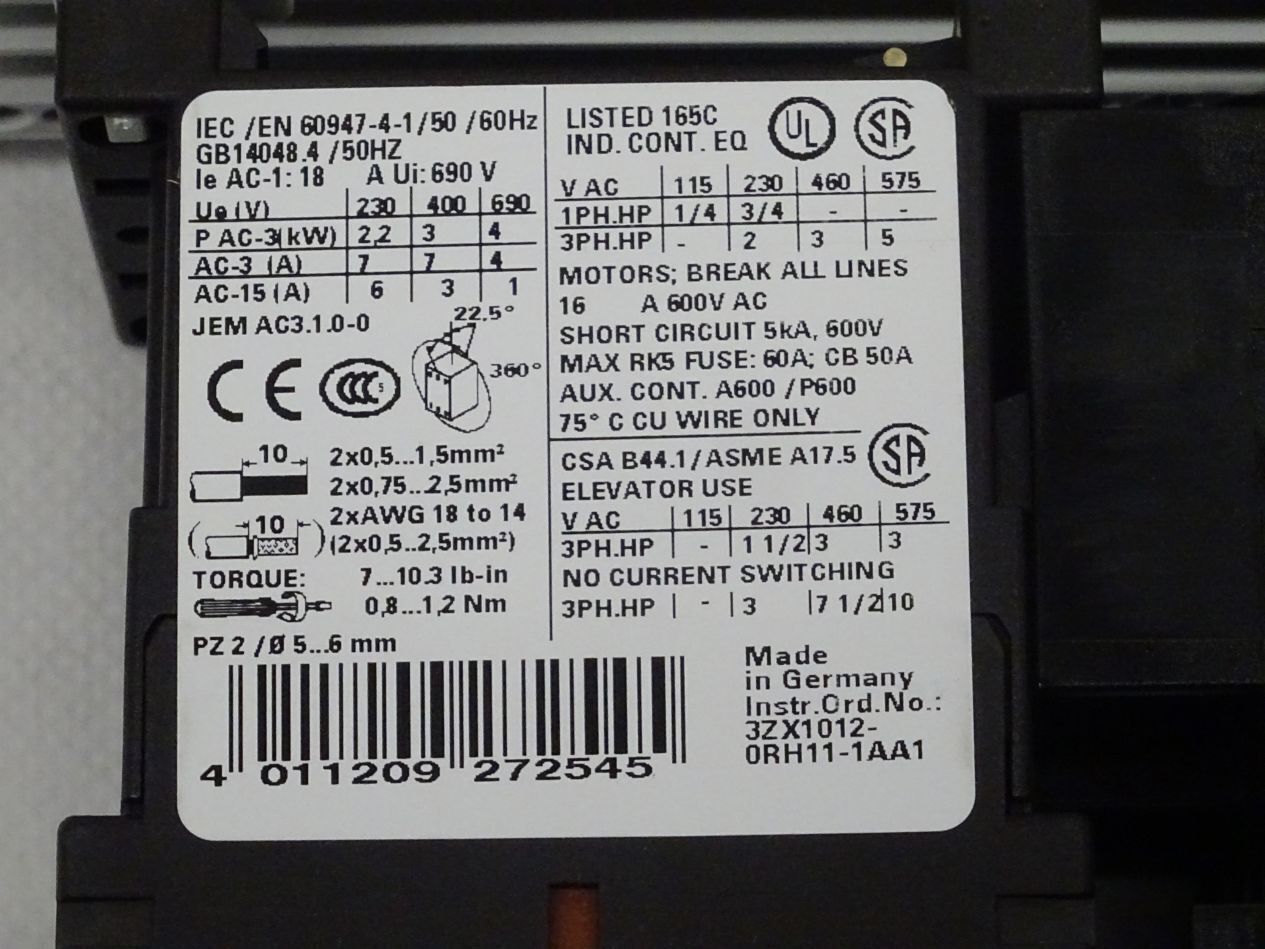 IEC /EN 60947-4-1/50 /60Hz
GB14048.4 /50HZ
Ie AC-1: 18 A Ui: 690 V
Ue (V) 230 400 690
P AC-3(kW) 2,2 3 4
AC-3 (A) 7 7 4
AC-15 (A) 6 3 1
JEM AC3.1.0-0
22.5°
360°
CE CCC S
10 2x0,5...1,5mm²
2x0,75...2,5mm²
2xAWG 18 to 14
( 10 ) (2x0,5...2,5mm²)
TORQUE: 7...10.3 lb-in
0,8...1,2 Nm
PZ 2 /Ø 5...6 mm
4 011209 272545
LISTED 165C UL SA
IND. CONT. EQ
V AC 115 230 460 575
1PH.HP 1/4 3/4 - -
3PH.HP - 2 3 5
MOTORS; BREAK ALL LINES
16 A 600V AC
SHORT CIRCUIT 5kA, 600V
MAX RK5 FUSE: 60A; CB 50A
AUX. CONT. A600 /P600
75° C CU WIRE ONLY
CSA B44.1/ASME A17.5 SA
ELEVATOR USE
V AC 115 230 460 575
3PH.HP - 1 1/2 3 3
NO CURRENT SWITCHING
3PH.HP - 3 7 1/2 10
Made
in Germany
Instr.Ord.No.:
3ZX1012-
0RH11-1AA1